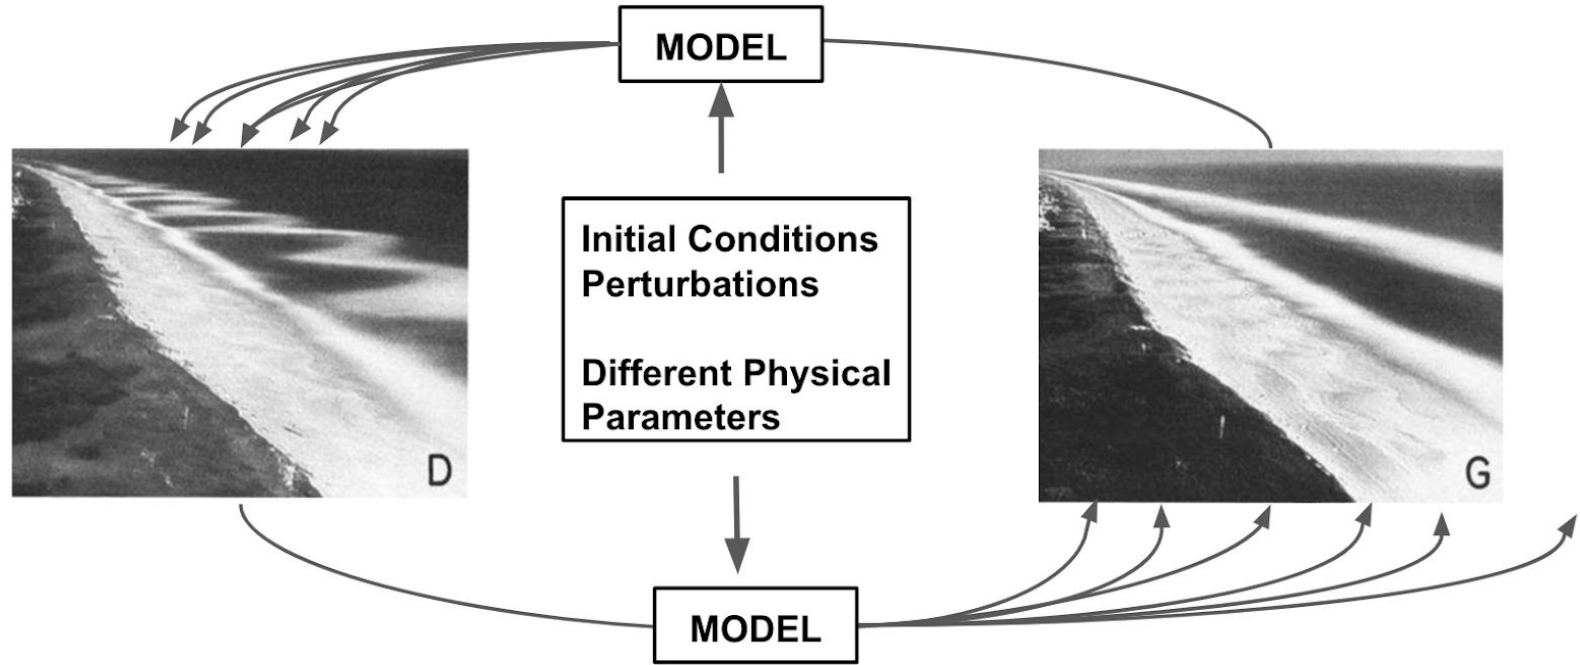 MODEL
Initial Conditions
Perturbations
Different Physical
Parameters
D
G
MODEL